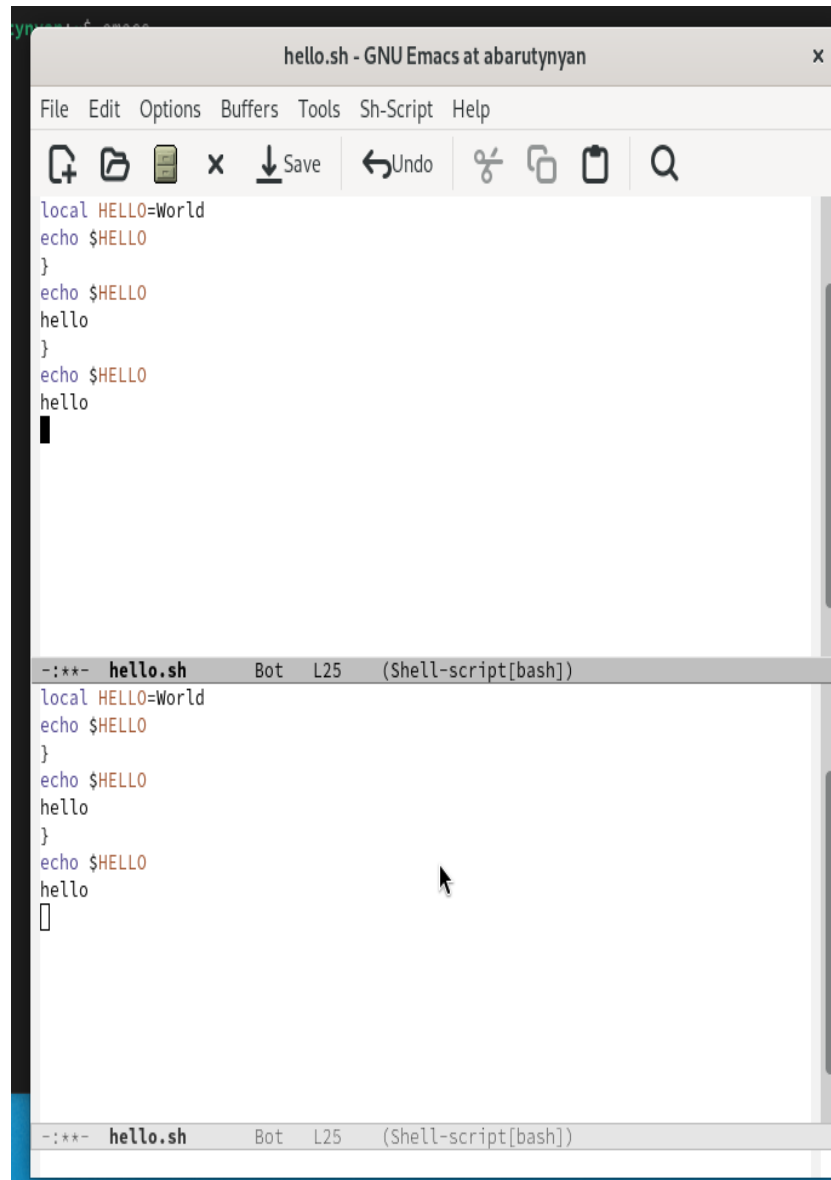 hello.sh - GNU Emacs at abarutynyan ×
File Edit Options Buffers Tools Sh-Script Help
Save Undo
local HELLO=World
echo $HELLO
}
echo $HELLO
hello
}
echo $HELLO
hello
-:**- hello.sh Bot L25 (Shell-script[bash])
local HELLO=World
echo $HELLO
}
echo $HELLO
hello
}
echo $HELLO
hello
-:**- hello.sh Bot L25 (Shell-script[bash])